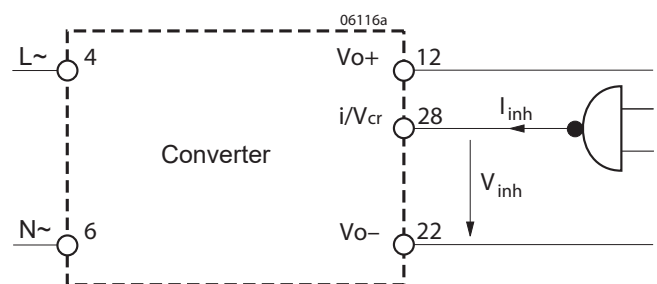 06116a
L~ 4 Vo+ 12
i/Vcr 28 Iinh
Converter
Vinh
N~ 6 Vo– 22